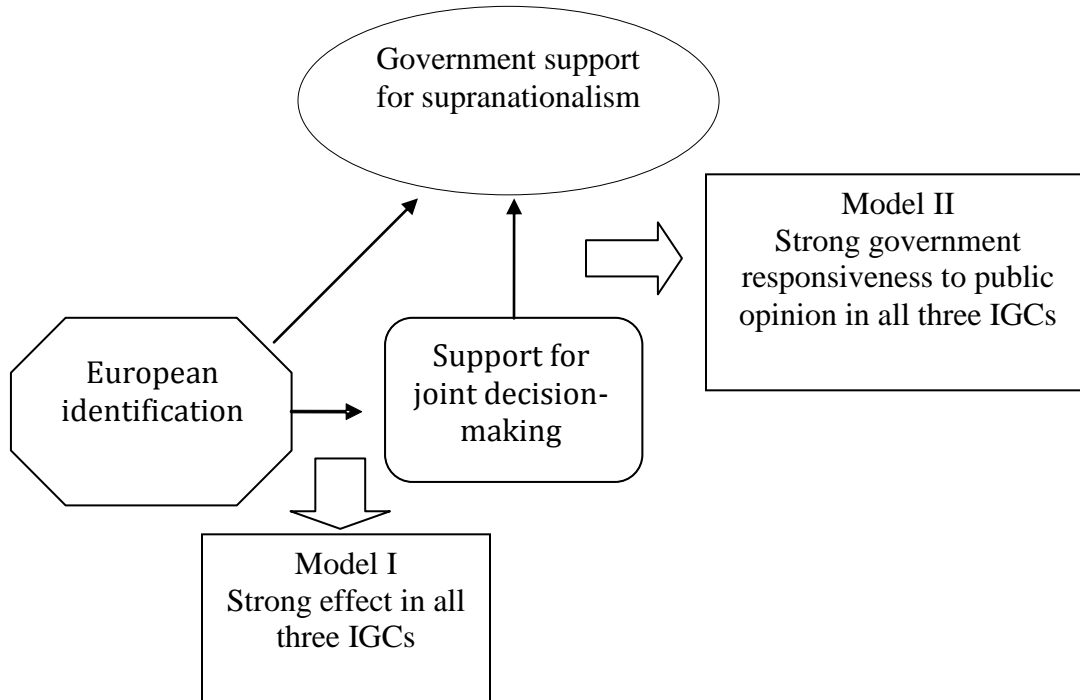 Government support
for supranationalism
Model II
Strong government
responsiveness to public
opinion in all three IGCs
European
identification
Support for
joint decision-
making
Model I
Strong effect in all
three IGCs